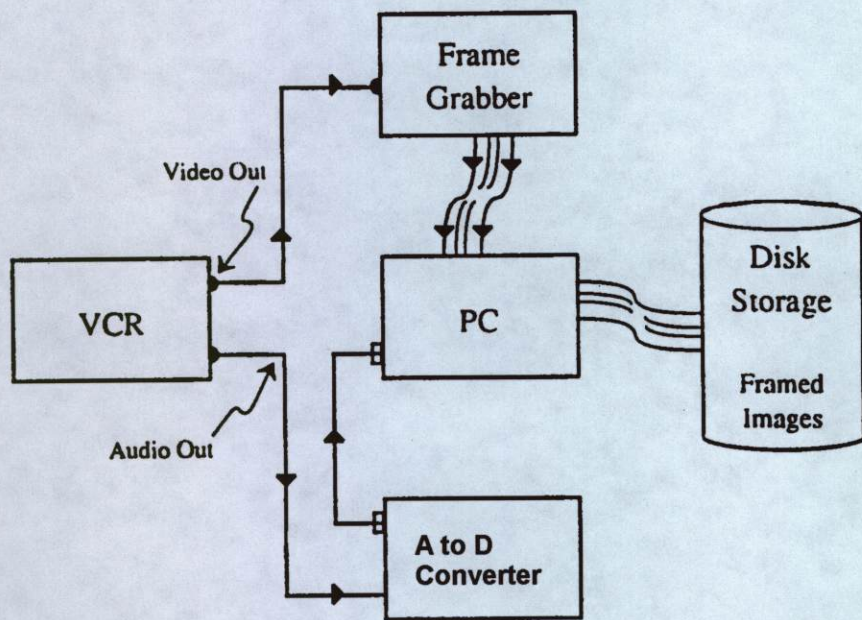 Frame
Grabber
Video Out
VCR
PC
Disk
Storage
Framed
Images
Audio Out
A to D
Converter